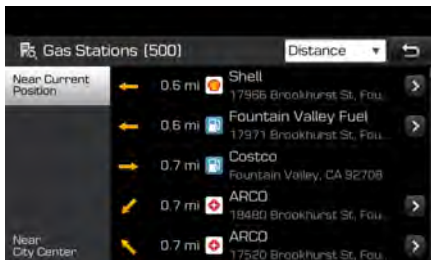 Gas Stations (500)
Distance
Near Current
Position
0.6 mi
Shell
17966 Brookhurst St, Fou...
0.6 mi
Fountain Valley Fuel
17971 Brookhurst St, Fou...
0.7 mi
Costco
Fountain Valley, CA 92708
0.7 mi
ARCO
18480 Brookhurst St, Fou...
Near
City Center
0.7 mi
ARCO
17520 Brookhurst St, Fou...